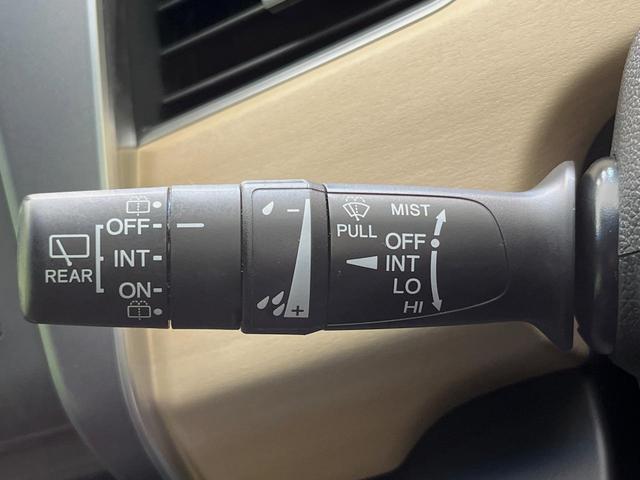 OFF
INT
REAR
ON
-
+
PULL
MIST
OFF
INT
LO
HI